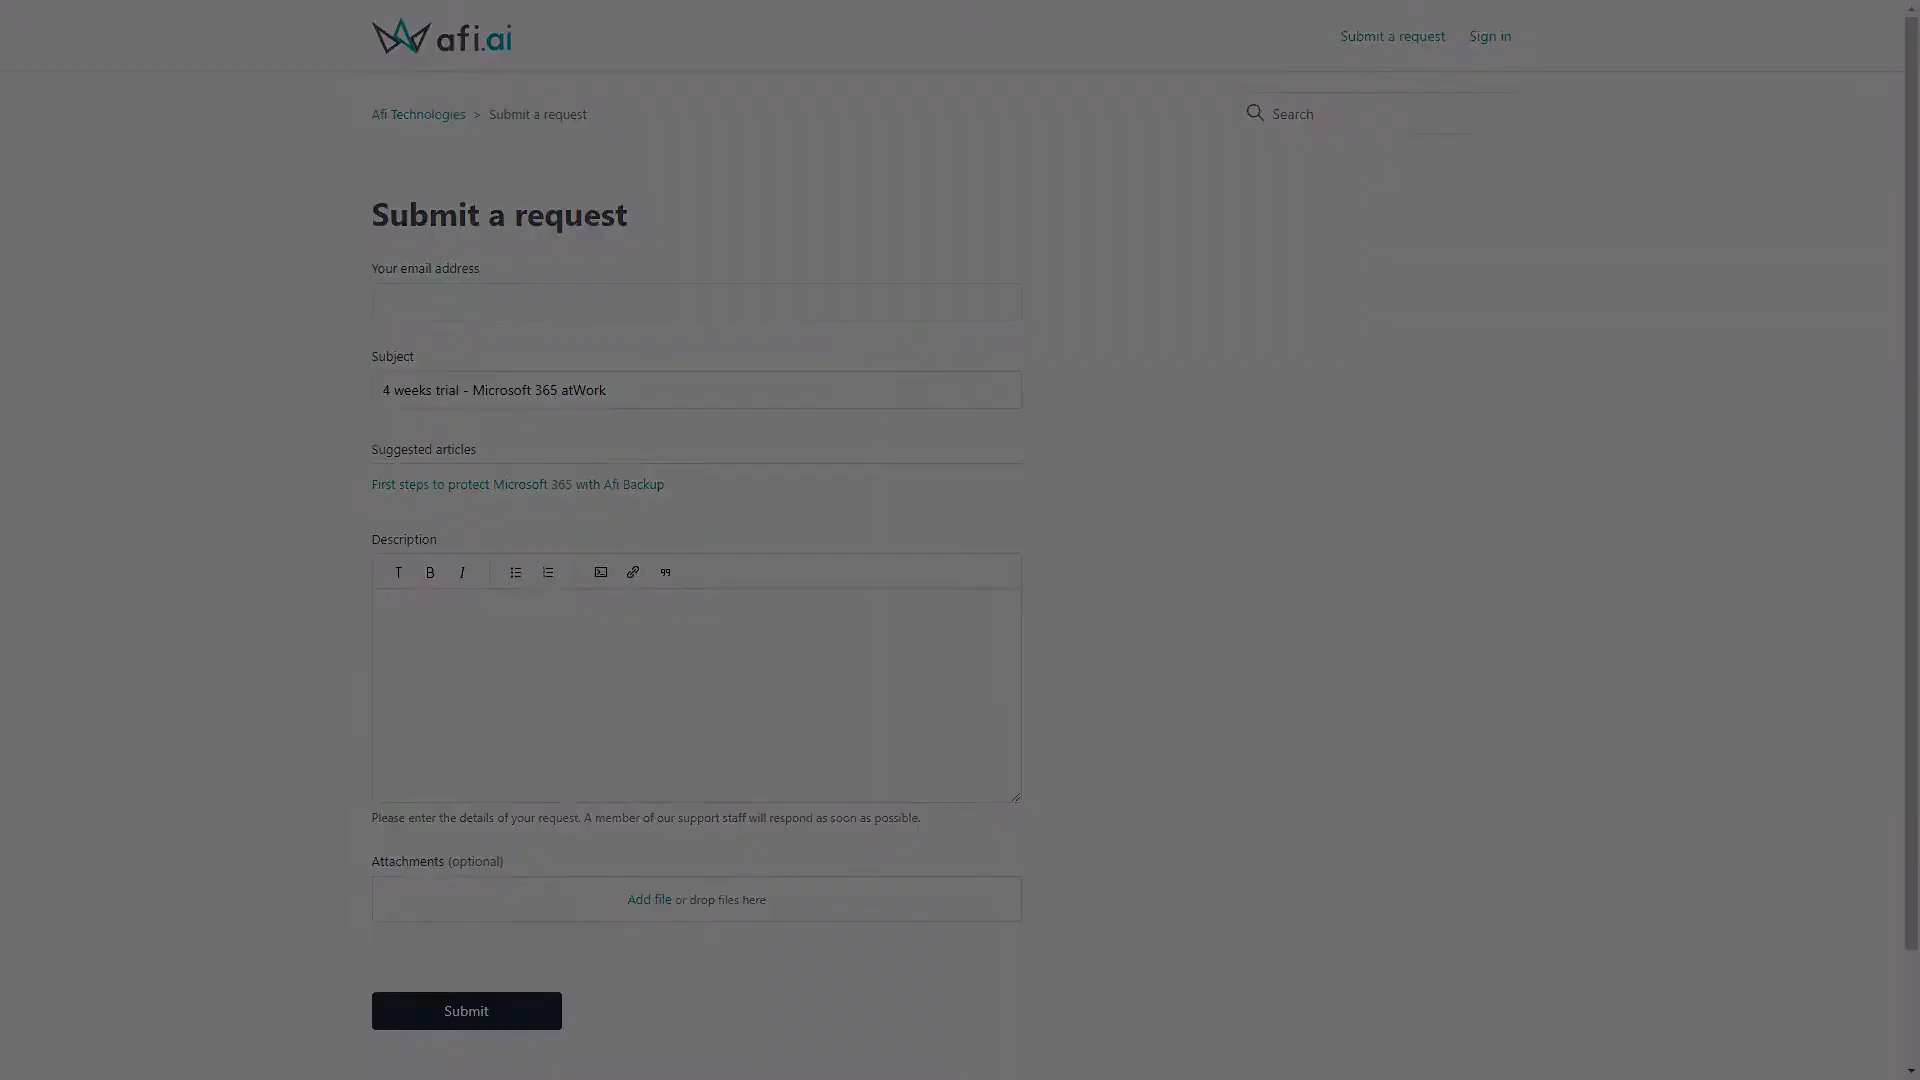 afi.ai
Submit a request
Sign in
Afi Technologies > Submit a request
Search
Submit a request
Your email address
Subject
4 weeks trial - Microsoft 365 atWork
Suggested articles
First steps to protect Microsoft 365 with Afi Backup
Description
T B I
Please enter the details of your request. A member of our support staff will respond as soon as possible.
Attachments (optional)
Add file or drop files here
Submit